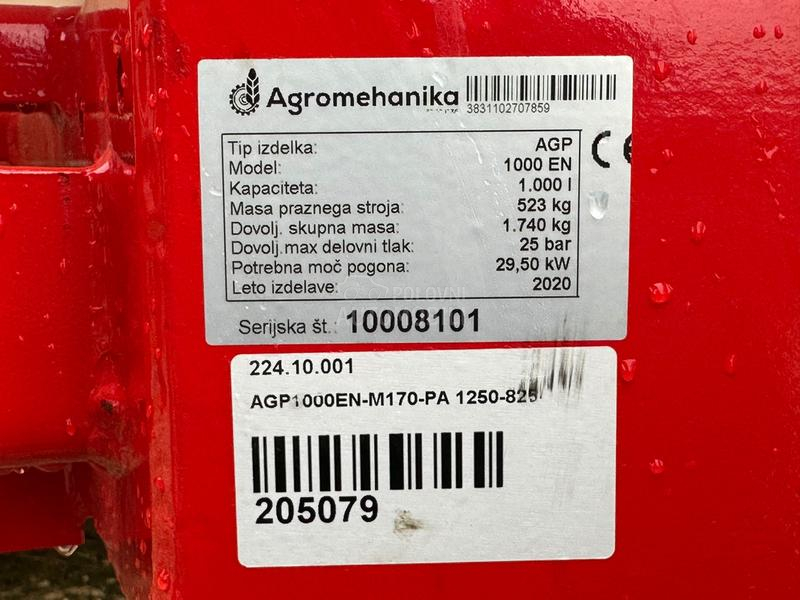 Agromehanika
3831102707859
Tip izdelka: AGP
Model: 1000 EN
Kapaciteta: 1.000 l
Masa praznega stroja: 523 kg
Dovolj. skupna masa: 1.740 kg
Dovolj.max delovni tlak: 25 bar
Potrebna moč pogona: 29,50 kW
Leto izdelave: 2020
CE
POLOVNI
Serijska št.: 10008101
224.10.001
AGP1000EN-M170-PA 1250-825
205079